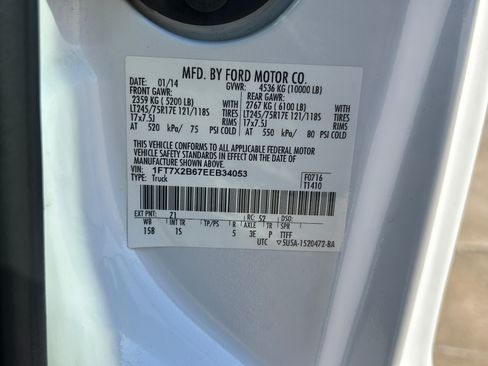 MFD. BY FORD MOTOR CO.
DATE: 01/14 GVWR: 4536 KG (10000 LB)
FRONT GAWR: REAR GAWR:
2359 KG ( 5200 LB) 2767 KG ( 6100 LB)
LT245/75R17E 121/118S TIRES LT245/75R17E 121/118S TIRES
17x7.5J RIMS 17x7.5J RIMS
AT 520 kPa/ 75 PSI COLD AT 550 kPa/ 80 PSI COLD
THIS VEHICLE CONFORMS TO ALL APPLICABLE FEDERAL MOTOR
VEHICLE SAFETY STANDARDS IN EFFECT ON THE DATE OF
MANUFACTURE SHOWN ABOVE.
VIN: 1FT7X2B67EEB34053 F0716
TYPE: Truck T1410
EXT PNT: Z1 RC: 52 DSO:
WB INT TR TP/PS R AXLE TR SPR
158 1S 5 3E P TTFF
UTC ▽5USA-1520472-BA